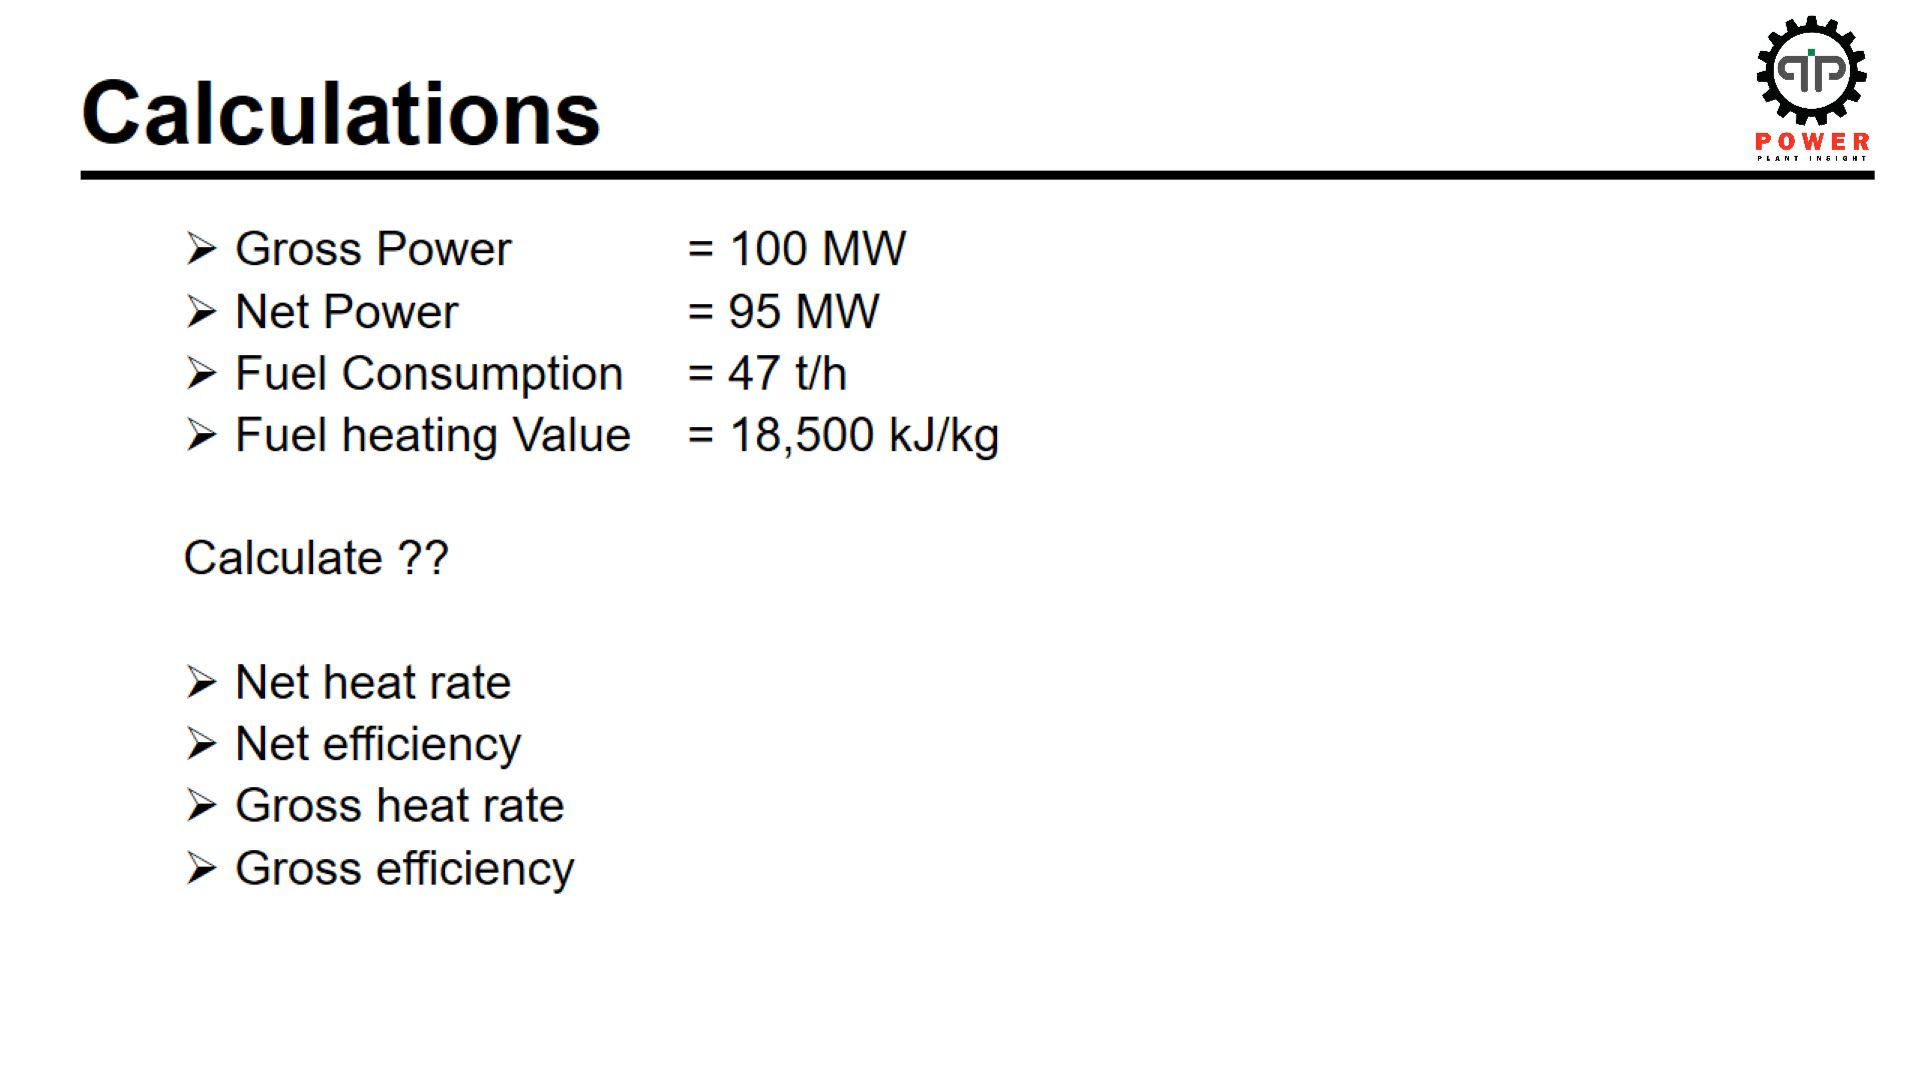 Calculations
PIP
POWER
PLANT INSIGHT
➢ Gross Power = 100 MW
➢ Net Power = 95 MW
➢ Fuel Consumption = 47 t/h
➢ Fuel heating Value = 18,500 kJ/kg
Calculate ??
➢ Net heat rate
➢ Net efficiency
➢ Gross heat rate
➢ Gross efficiency